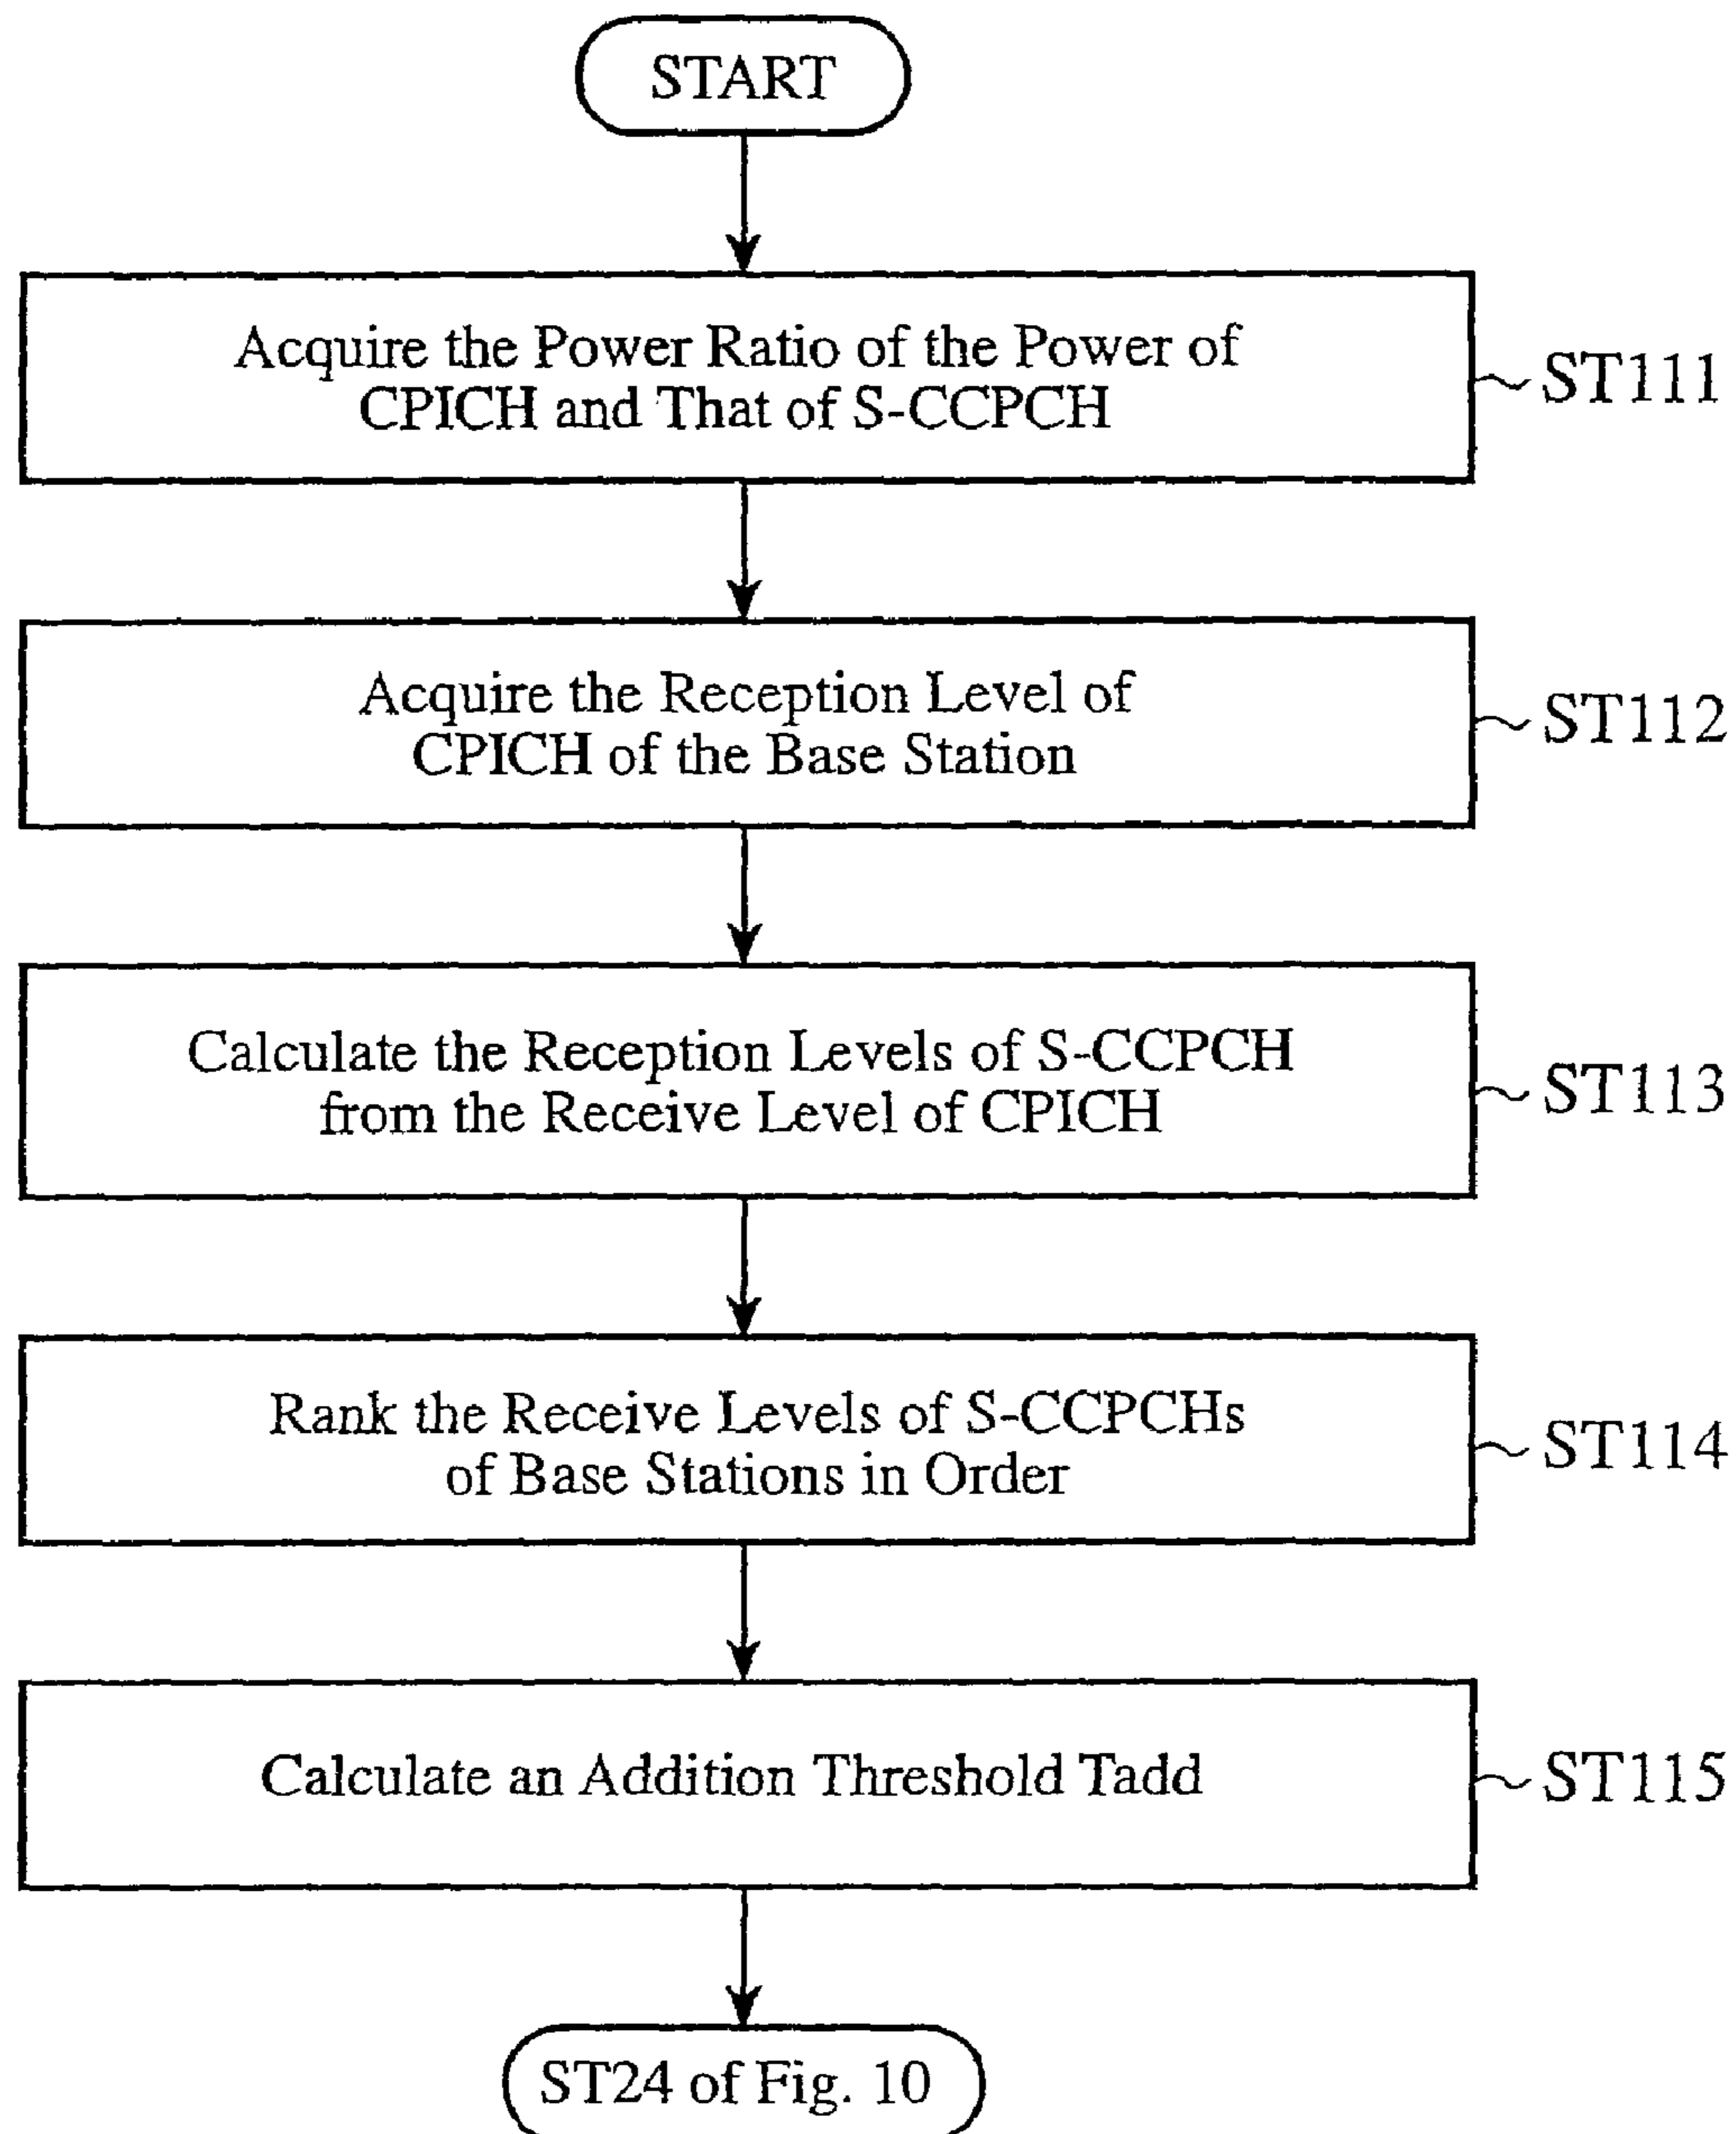 START
Acquire the Power Ratio of the Power of
CPICH and That of S-CCPCH
ST111
Acquire the Reception Level of
CPICH of the Base Station
ST112
Calculate the Reception Levels of S-CCPCH
from the Receive Level of CPICH
ST113
Rank the Receive Levels of S-CCPCHs
of Base Stations in Order
ST114
Calculate an Addition Threshold Tadd
ST115
ST24 of Fig. 10